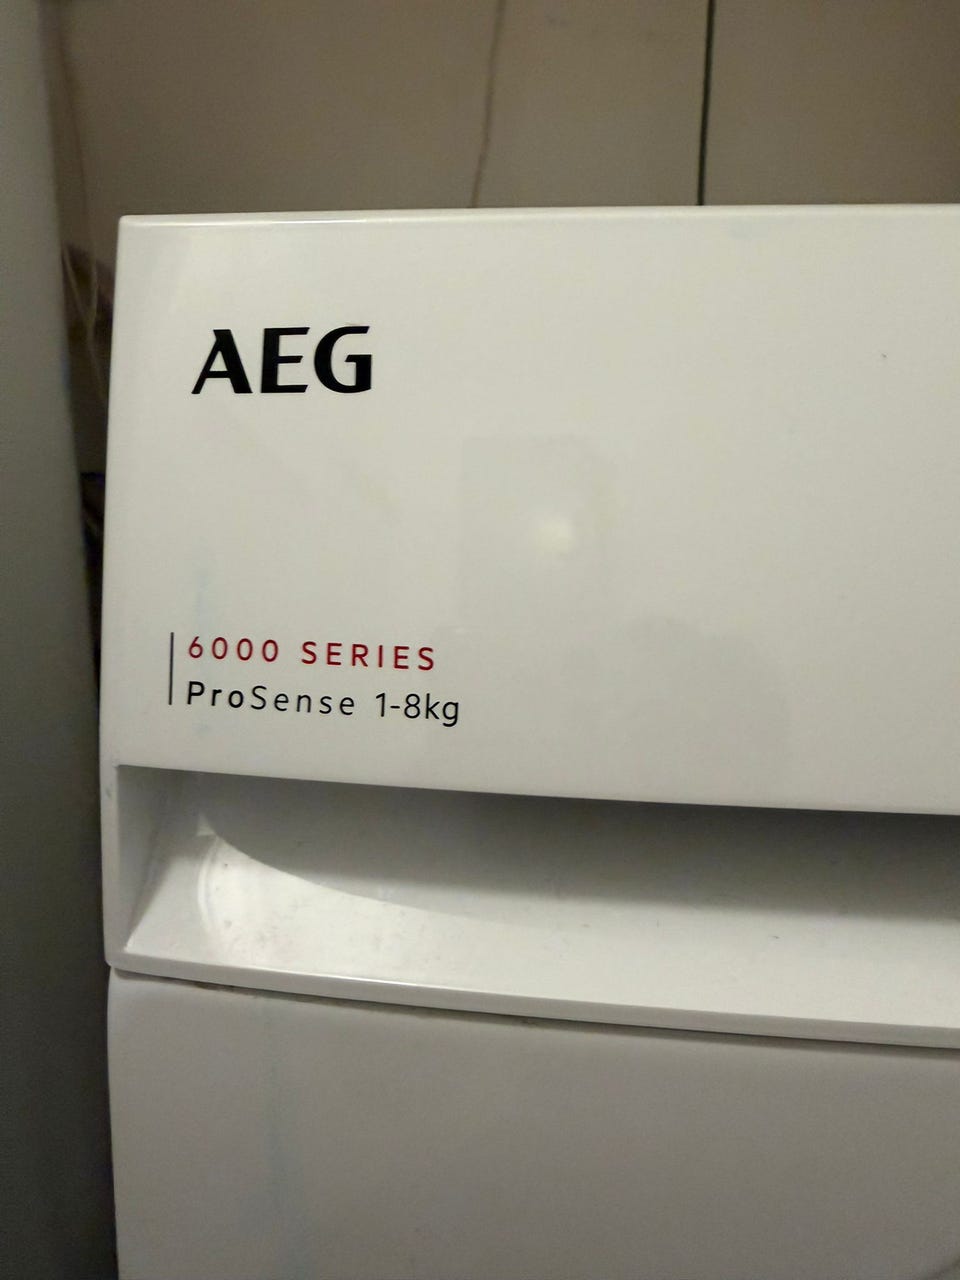 AEG
6000 SERIES
ProSense 1-8kg